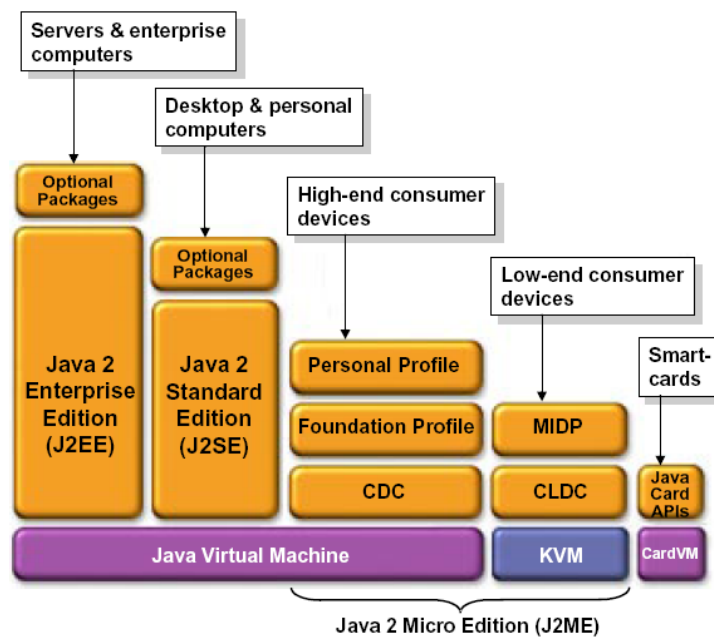 Servers & enterprise
computers
Desktop & personal
computers
High-end consumer
devices
Low-end consumer
devices
Smart-
cards
Optional
Packages
Java 2
Enterprise
Edition
(J2EE)
Optional
Packages
Java 2
Standard
Edition
(J2SE)
Personal Profile
Foundation Profile
CDC
MIDP
CLDC
Java
Card
APIs
Java Virtual Machine
KVM
CardVM
Java 2 Micro Edition (J2ME)